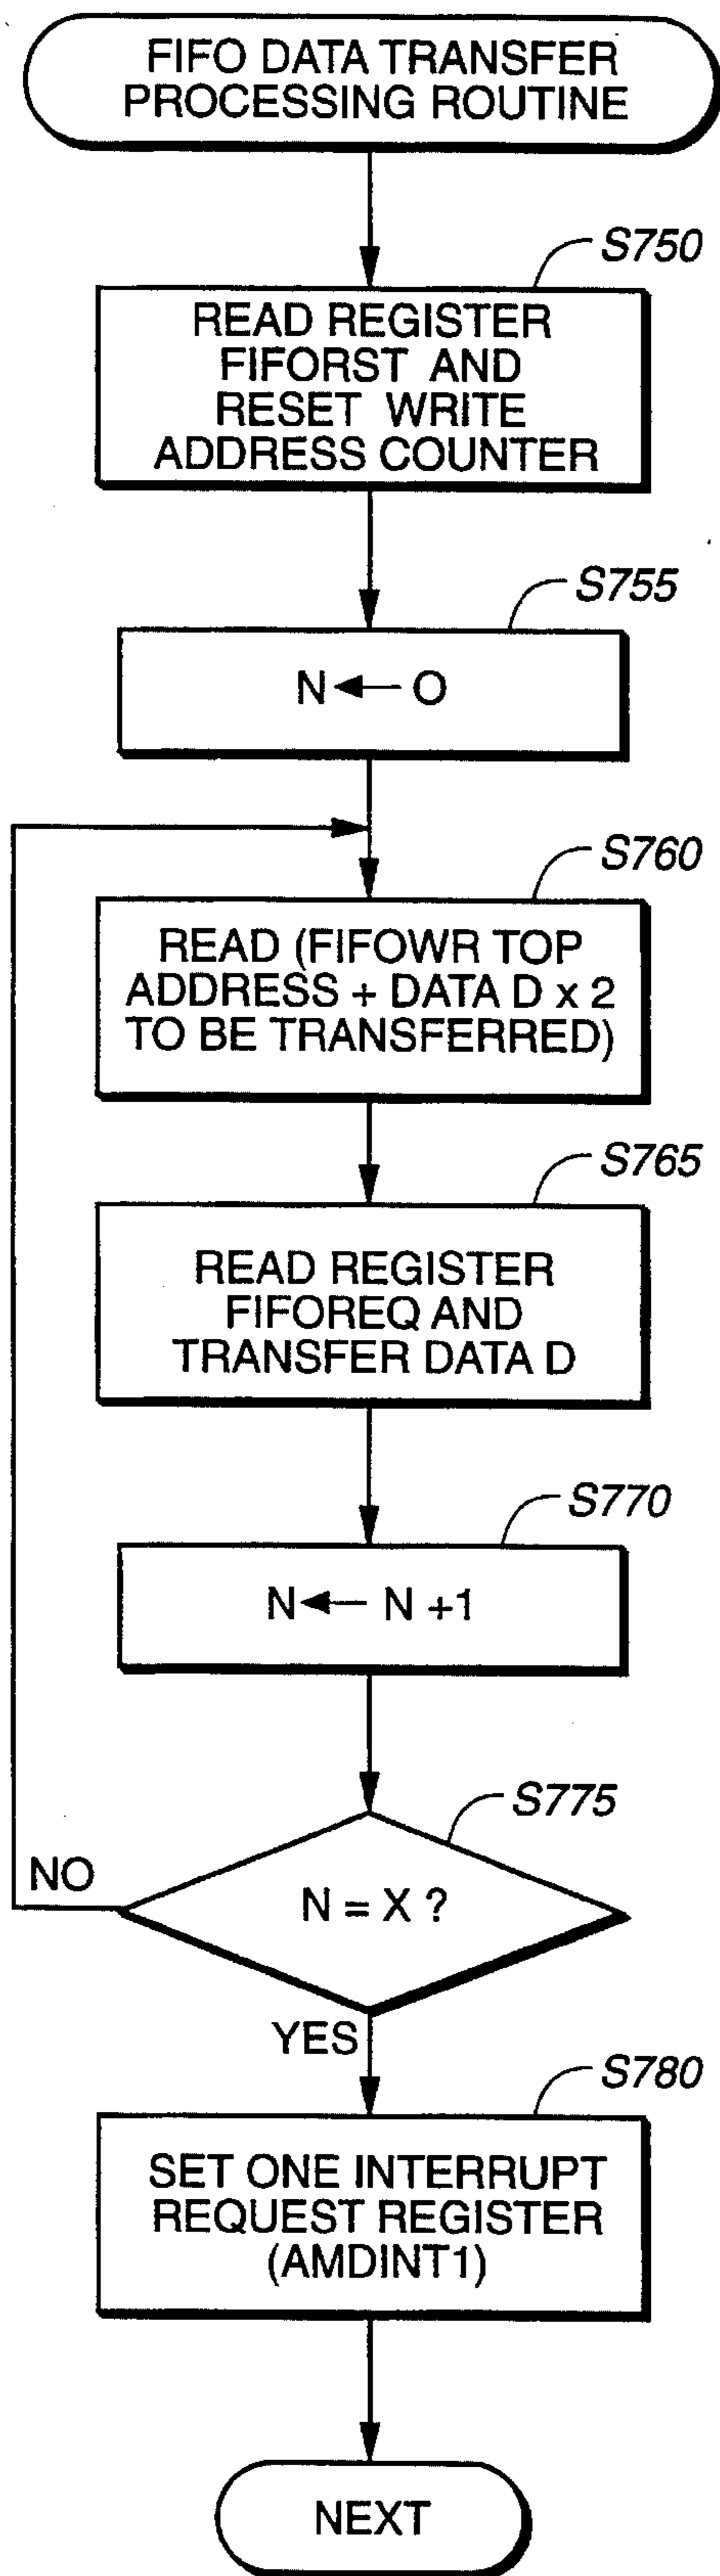 FIFO DATA TRANSFER
PROCESSING ROUTINE
S750
READ REGISTER
FIFORST AND
RESET WRITE
ADDRESS COUNTER
S755
N ← O
S760
READ (FIFOWR TOP
ADDRESS + DATA D x 2
TO BE TRANSFERRED)
S765
READ REGISTER
FIFOREQ AND
TRANSFER DATA D
S770
N ← N +1
S775
N = X ?
NO
YES
S780
SET ONE INTERRUPT
REQUEST REGISTER
(AMDINT1)
NEXT